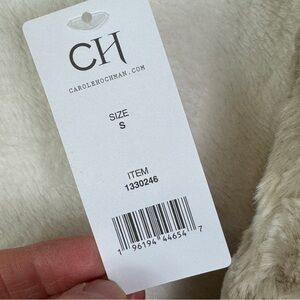 CH
CAROLEHOCHMAN.COM
SIZE
S
ITEM
1330246
1 96194 44654 7